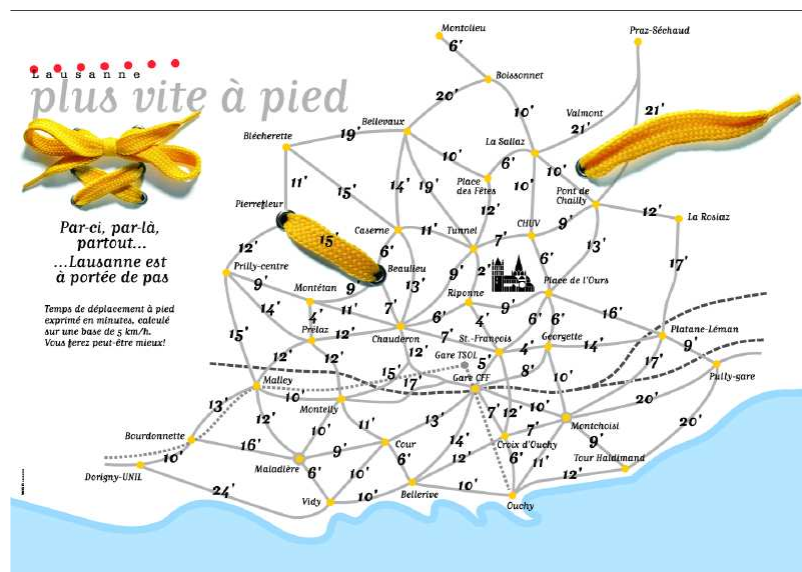 Lausanne
plus vite à pied
Par-ci, par-là,
partout...
...Lausanne est
à portée de pas
Temps de déplacement à pied
exprimé en minutes, calculé
sur une base de 5 km/h.
Vous ferez peut-être mieux!
Montolieu
Praz-Séchaud
6'
Boissonnet
20'
10'
Valmont
21'
21'
Bellevaux
19'
Blécherette
La Sallaz
6'
10'
10'
10'
Place
des Fêtes
Pont de
Chailly
11'
15'
14'
19'
12'
12'
La Rosiaz
Pierrefleur
15'
Caserne
11'
Tunnel
7'
CHUV
9'
13'
12'
6'
Beaulieu
9'
2'
6'
17'
Prilly-centre
9'
Montétan
9'
13'
Riponne
Place de l'Ours
14'
4'
11'
7'
6'
4'
9'
6'
6'
16'
15'
Prélaz
12'
Chauderon
7'
St.-François
4'
Georgette
14'
Platane-Léman
9'
12'
12'
12'
15'
Gare TSOL
5'
8'
17'
Pully-gare
Malley
17'
Gare CFF
10'
10'
20'
13'
10'
Montelly
12'
11'
13'
7'
12'
7'
Montchoisi
20'
Bourdonnette
16'
10'
9'
Cour
14'
Croix d'Ouchy
9'
10'
Maladière
6'
10'
6'
12'
6'
11'
Tour Haldimand
Dorigny-UNIL
12'
24'
Vidy
10'
Bellerive
10'
Ouchy